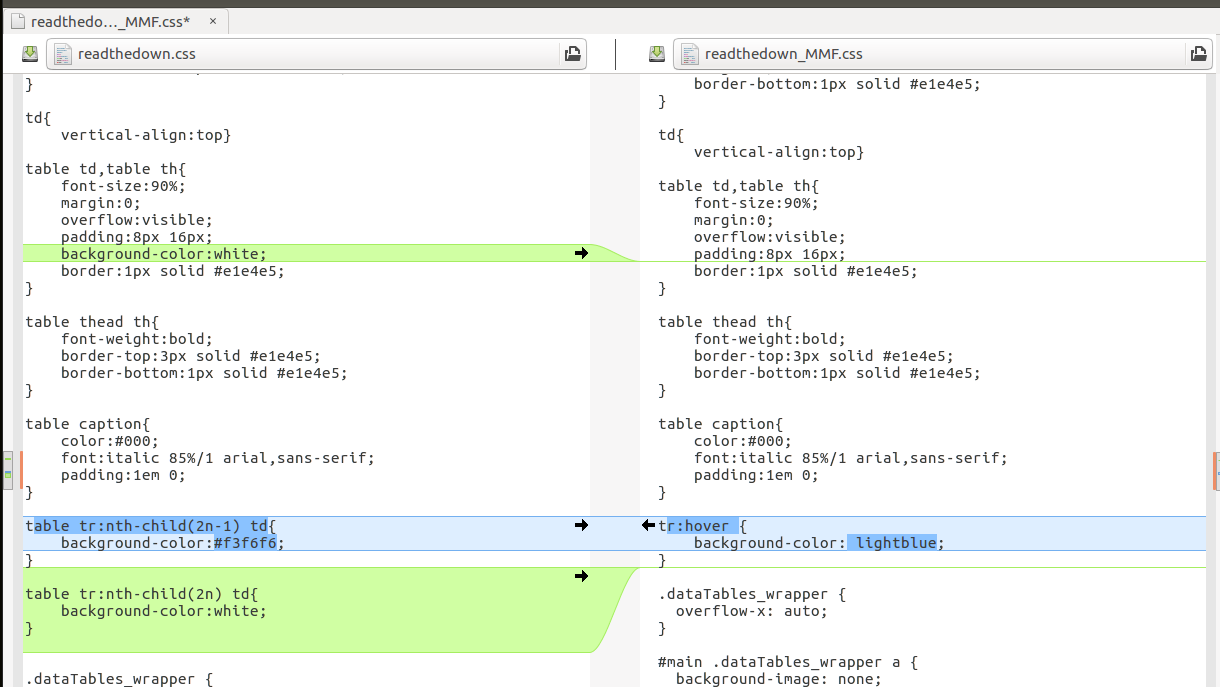 readthedo..._MMF.css* ×
readthedown.css
}

td{
    vertical-align:top}

table td,table th{
    font-size:90%;
    margin:0;
    overflow:visible;
    padding:8px 16px;
    background-color:white;
    border:1px solid #e1e4e5;
}

table thead th{
    font-weight:bold;
    border-top:3px solid #e1e4e5;
    border-bottom:1px solid #e1e4e5;
}

table caption{
    color:#000;
    font:italic 85%/1 arial,sans-serif;
    padding:1em 0;
}

table tr:nth-child(2n-1) td{
    background-color:#f3f6f6;
}

table tr:nth-child(2n) td{
    background-color:white;
}

.dataTables_wrapper {
readthedown_MMF.css
    border-bottom:1px solid #e1e4e5;
}

td{
    vertical-align:top}

table td,table th{
    font-size:90%;
    margin:0;
    overflow:visible;
    padding:8px 16px;
    border:1px solid #e1e4e5;
}

table thead th{
    font-weight:bold;
    border-top:3px solid #e1e4e5;
    border-bottom:1px solid #e1e4e5;
}

table caption{
    color:#000;
    font:italic 85%/1 arial,sans-serif;
    padding:1em 0;
}

tr:hover {
    background-color: lightblue;
}

.dataTables_wrapper {
  overflow-x: auto;
}

#main .dataTables_wrapper a {
  background-image: none;